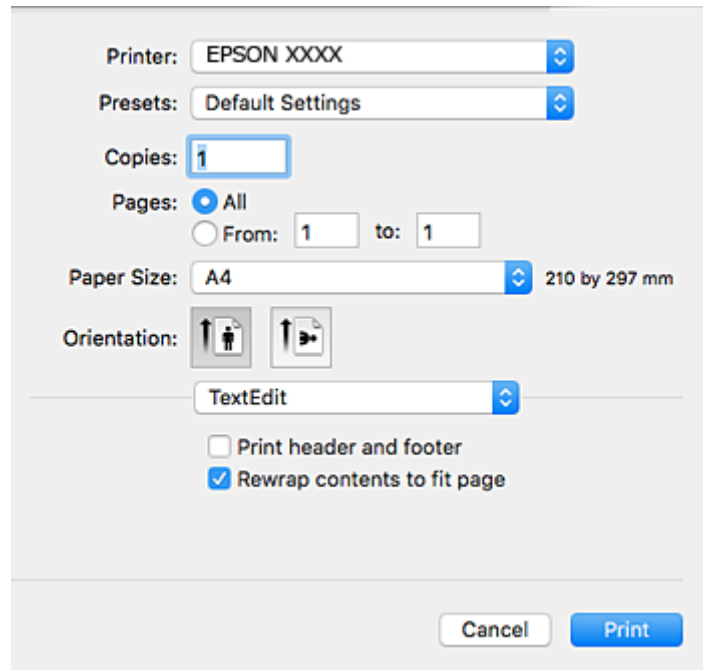 Printer: EPSON XXXX
Presets: Default Settings
Copies: 1
Pages: All
From: 1 to: 1
Paper Size: A4 210 by 297 mm
Orientation:
TextEdit
Print header and footer
Rewrap contents to fit page
Cancel Print